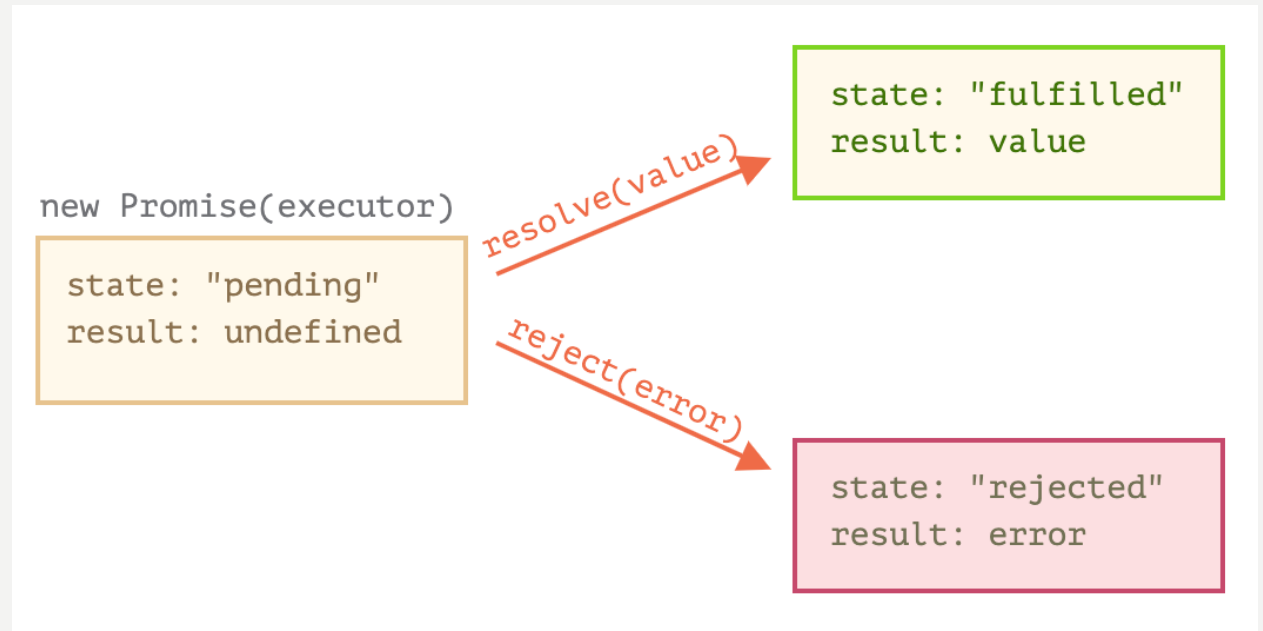 new Promise(executor)
state: "pending"
result: undefined
resolve(value)
reject(error)
state: "fulfilled"
result: value
state: "rejected"
result: error